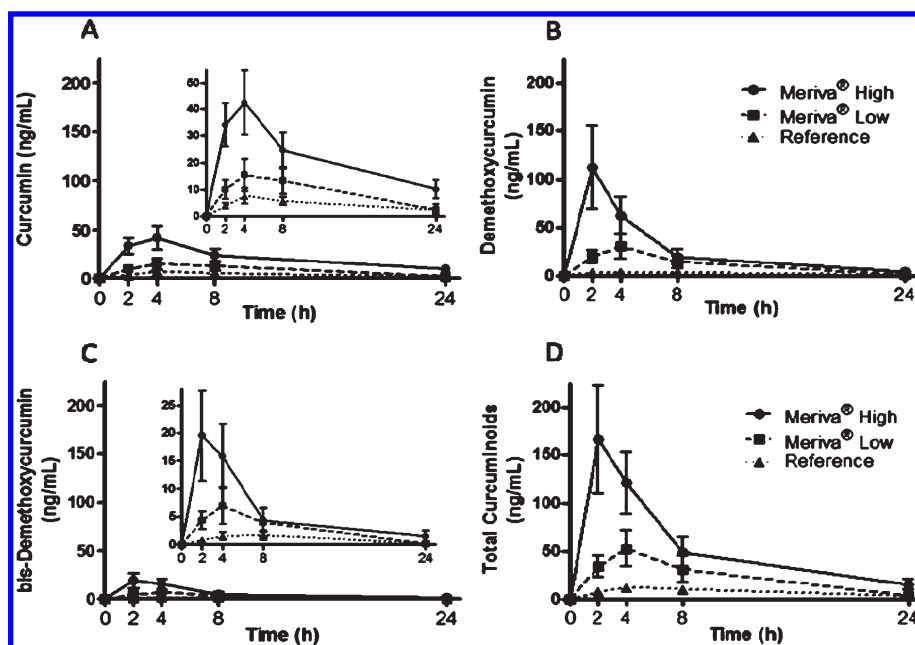 A
Curcumin (ng/mL)
200
150
100
50
0
0 2 4 8 24
Time (h)
60
50
40
30
20
10
0
0 2 4 8 24
B
Demethoxycurcumin
(ng/mL)
200
150
100
50
0
0 2 4 8 24
Time (h)
Meriva® High
Meriva® Low
Reference
C
bis-Demethoxycurcumin
(ng/mL)
200
150
100
50
0
0 2 4 8 24
Time (h)
25
20
15
10
5
0
0 2 4 8 24
D
Total Curcuminoids
(ng/mL)
200
150
100
50
0
0 2 4 8 24
Time (h)
Meriva® High
Meriva® Low
Reference